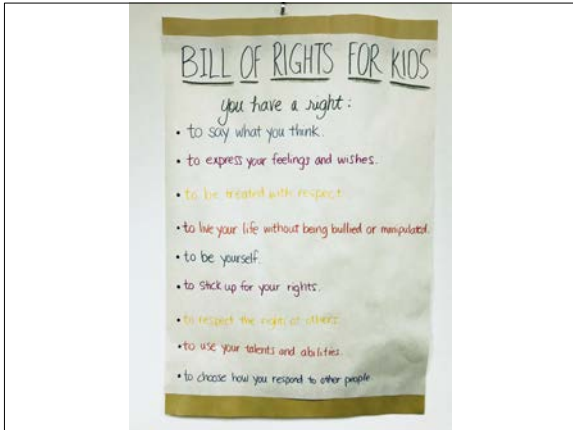 BILL OF RIGHTS FOR KIDS
you have a right:
• to say what you think.
• to express your feelings and wishes.
• to be treated with respect
• to live your life without being bullied or manipulated.
• to be yourself.
• to stick up for your rights.
• to respect the rights of others
• to use your talents and abilities.
• to choose how you respond to other people